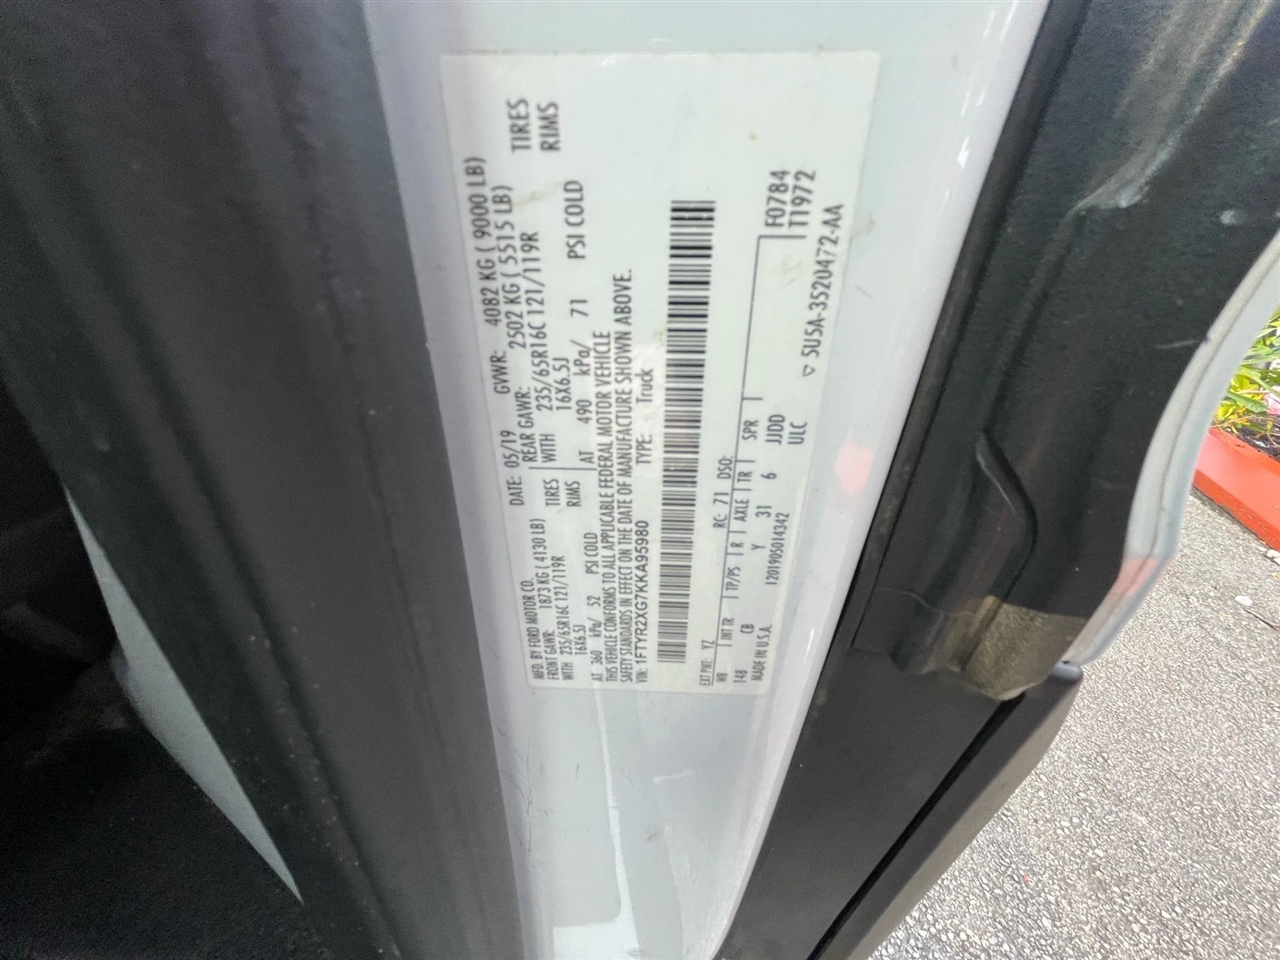 MFD. BY FORD MOTOR CO.
DATE: 05/19 GVWR: 4082 KG ( 9000 LB)
FRONT GAWR: 1873 KG ( 4130 LB) REAR GAWR: 2502 KG ( 5515 LB)
WITH 235/65R16C 121/119R TIRES WITH 235/65R16C 121/119R TIRES
16X6.5J RIMS 16X6.5J RIMS
AT 360 kPa/ 52 PSI COLD AT 490 kPa/ 71 PSI COLD
THIS VEHICLE CONFORMS TO ALL APPLICABLE FEDERAL MOTOR VEHICLE
SAFETY STANDARDS IN EFFECT ON THE DATE OF MANUFACTURE SHOWN ABOVE.
VIN: 1FTYR2XG7KKA95980 TYPE: Truck
EXT PNT: YZ RC: 71 DSO:
WB INT TR TP/PS R AXLE TR SPR
148 CB Y 31 6 JJDD F0784
MADE IN U.S.A. 1201905014342 ULC T1972
▽ 5U5A-3520472-AA